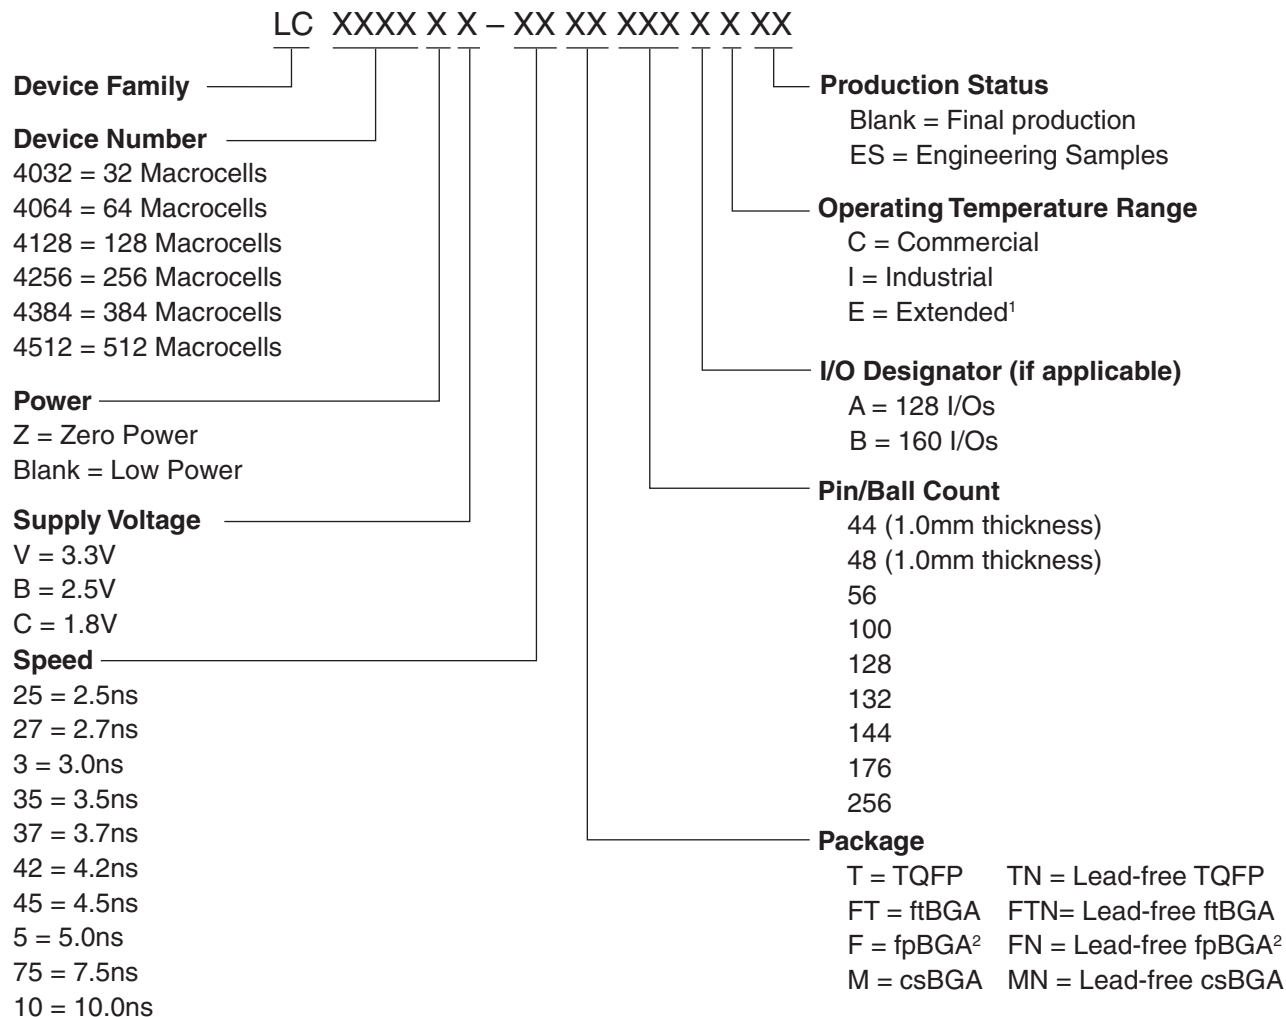 LC XXXX X X – XX XX XXX X X XX
Device Family
Device Number
4032 = 32 Macrocells
4064 = 64 Macrocells
4128 = 128 Macrocells
4256 = 256 Macrocells
4384 = 384 Macrocells
4512 = 512 Macrocells
Power
Z = Zero Power
Blank = Low Power
Supply Voltage
V = 3.3V
B = 2.5V
C = 1.8V
Speed
25 = 2.5ns
27 = 2.7ns
3 = 3.0ns
35 = 3.5ns
37 = 3.7ns
42 = 4.2ns
45 = 4.5ns
5 = 5.0ns
75 = 7.5ns
10 = 10.0ns
Production Status
Blank = Final production
ES = Engineering Samples
Operating Temperature Range
C = Commercial
I = Industrial
E = Extended¹
I/O Designator (if applicable)
A = 128 I/Os
B = 160 I/Os
Pin/Ball Count
44 (1.0mm thickness)
48 (1.0mm thickness)
56
100
128
132
144
176
256
Package
T = TQFP TN = Lead-free TQFP
FT = ftBGA FTN= Lead-free ftBGA
F = fpBGA² FN = Lead-free fpBGA²
M = csBGA MN = Lead-free csBGA